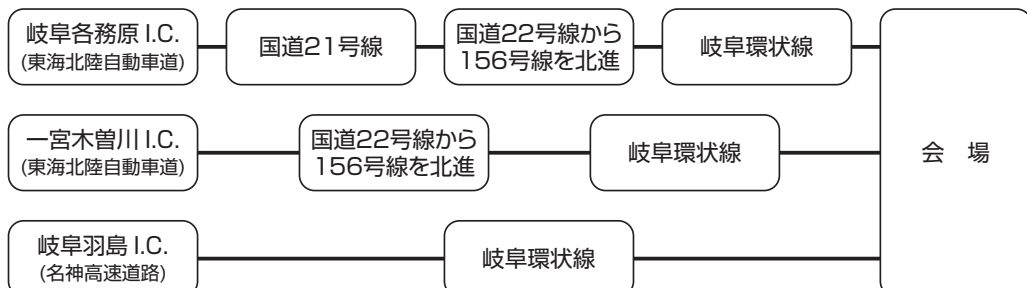 岐阜各務原 I.C.
(東海北陸自動車道)
国道21号線
国道22号線から
156号線を北進
岐阜環状線
一宮木曽川 I.C.
(東海北陸自動車道)
国道22号線から
156号線を北進
岐阜環状線
岐阜羽島 I.C.
(名神高速道路)
岐阜環状線
会　場